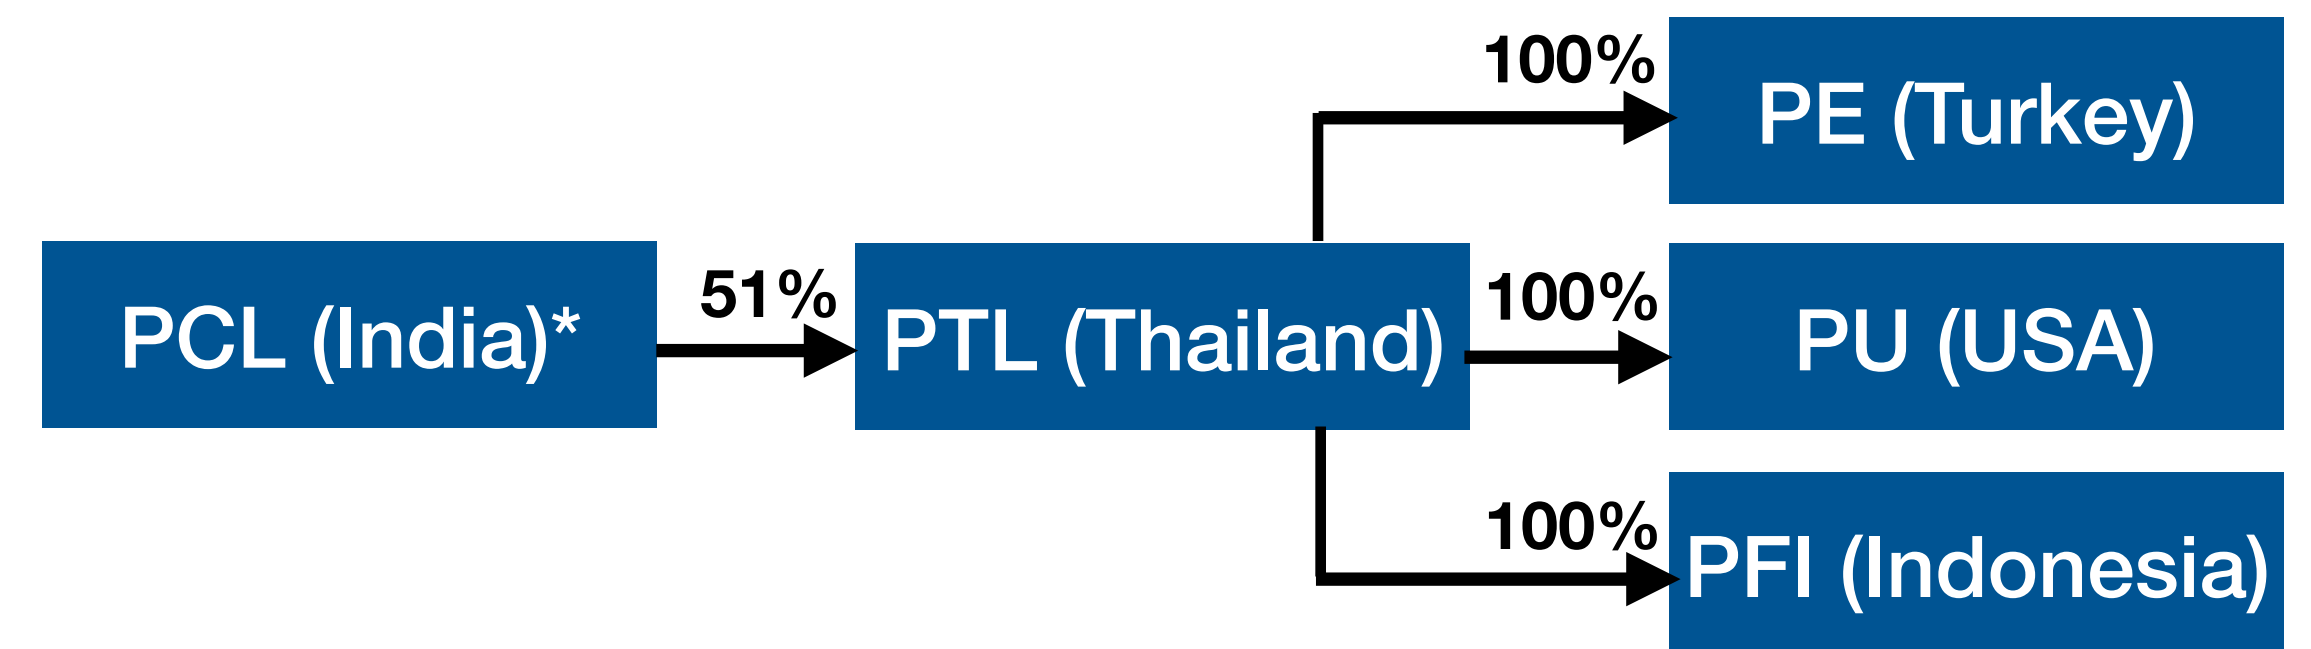 100%
PE (Turkey)
PCL (India)*
51%
PTL (Thailand)
100%
PU (USA)
100%
PFI (Indonesia)